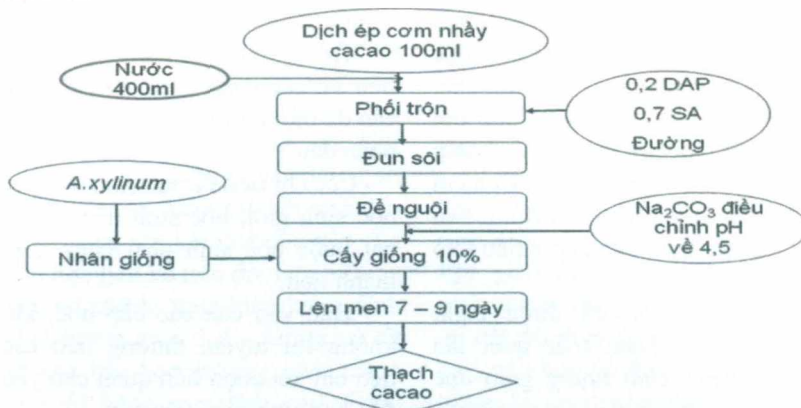 Dịch ép cơm nhầy
cacao 100ml
Nước
400ml
Phối trộn
0,2 DAP
0,7 SA
Đường
Đun sôi
A.xylinum
Để nguội
Na₂CO₃ điều
chỉnh pH
về 4,5
Nhân giống
Cấy giống 10%
Lên men 7 – 9 ngày
Thạch
cacao